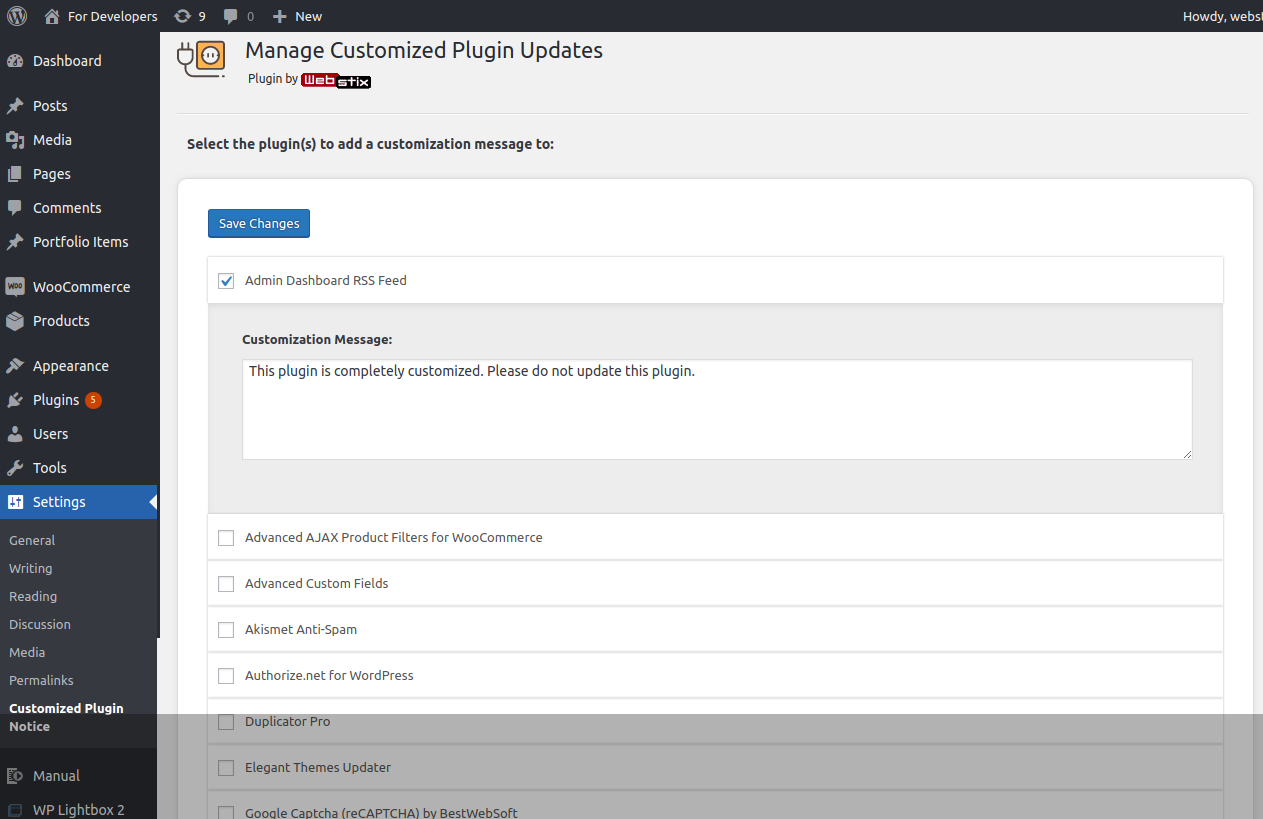 For Developers 9 0 New Howdy, webst
Dashboard
Posts
Media
Pages
Comments
Portfolio Items
WOO WooCommerce
Products
Appearance
Plugins 5
Users
Tools
Settings
General
Writing
Reading
Discussion
Media
Permalinks
Customized Plugin
Notice
Manual
WP Lightbox 2
Manage Customized Plugin Updates
Plugin by Webstix
Select the plugin(s) to add a customization message to:
Save Changes
Admin Dashboard RSS Feed
Customization Message:
This plugin is completely customized. Please do not update this plugin.
Advanced AJAX Product Filters for WooCommerce
Advanced Custom Fields
Akismet Anti-Spam
Authorize.net for WordPress
Duplicator Pro
Elegant Themes Updater
Google Captcha (reCAPTCHA) by BestWebSoft